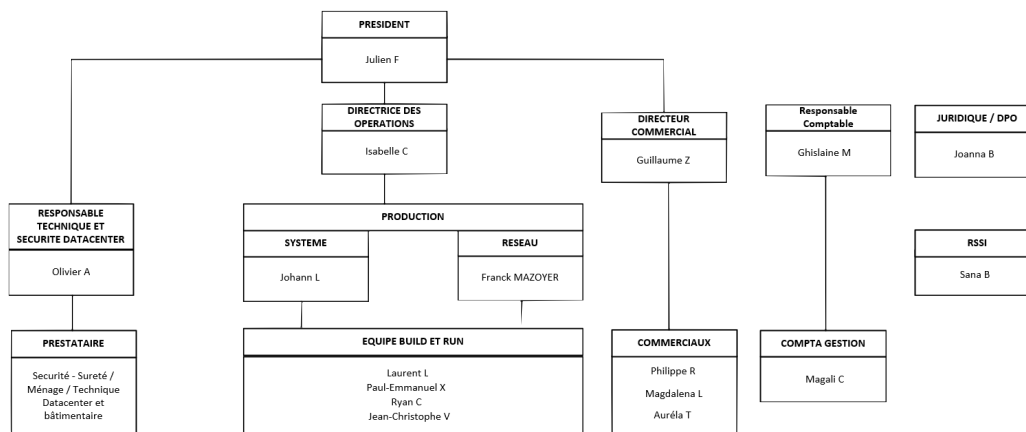 PRESIDENT
Julien F
DIRECTRICE DES
OPERATIONS
Isabelle C
DIRECTEUR
COMMERCIAL
Guillaume Z
Responsable
Comptable
Ghislaine M
JURIDIQUE / DPO
Joanna B
RESPONSABLE
TECHNIQUE ET
SECURITE DATACENTER
Olivier A
PRODUCTION
SYSTEME
Johann L
RESEAU
Franck MAZOYER
RSSI
Sana B
PRESTATAIRE
Securité - Sureté /
Ménage / Technique
Datacenter et
bâtimentaire
EQUIPE BUILD ET RUN
Laurent L
Paul-Emmanuel X
Ryan C
Jean-Christophe V
COMMERCIAUX
Philippe R
Magdalena L
Auréla T
COMPTA GESTION
Magali C